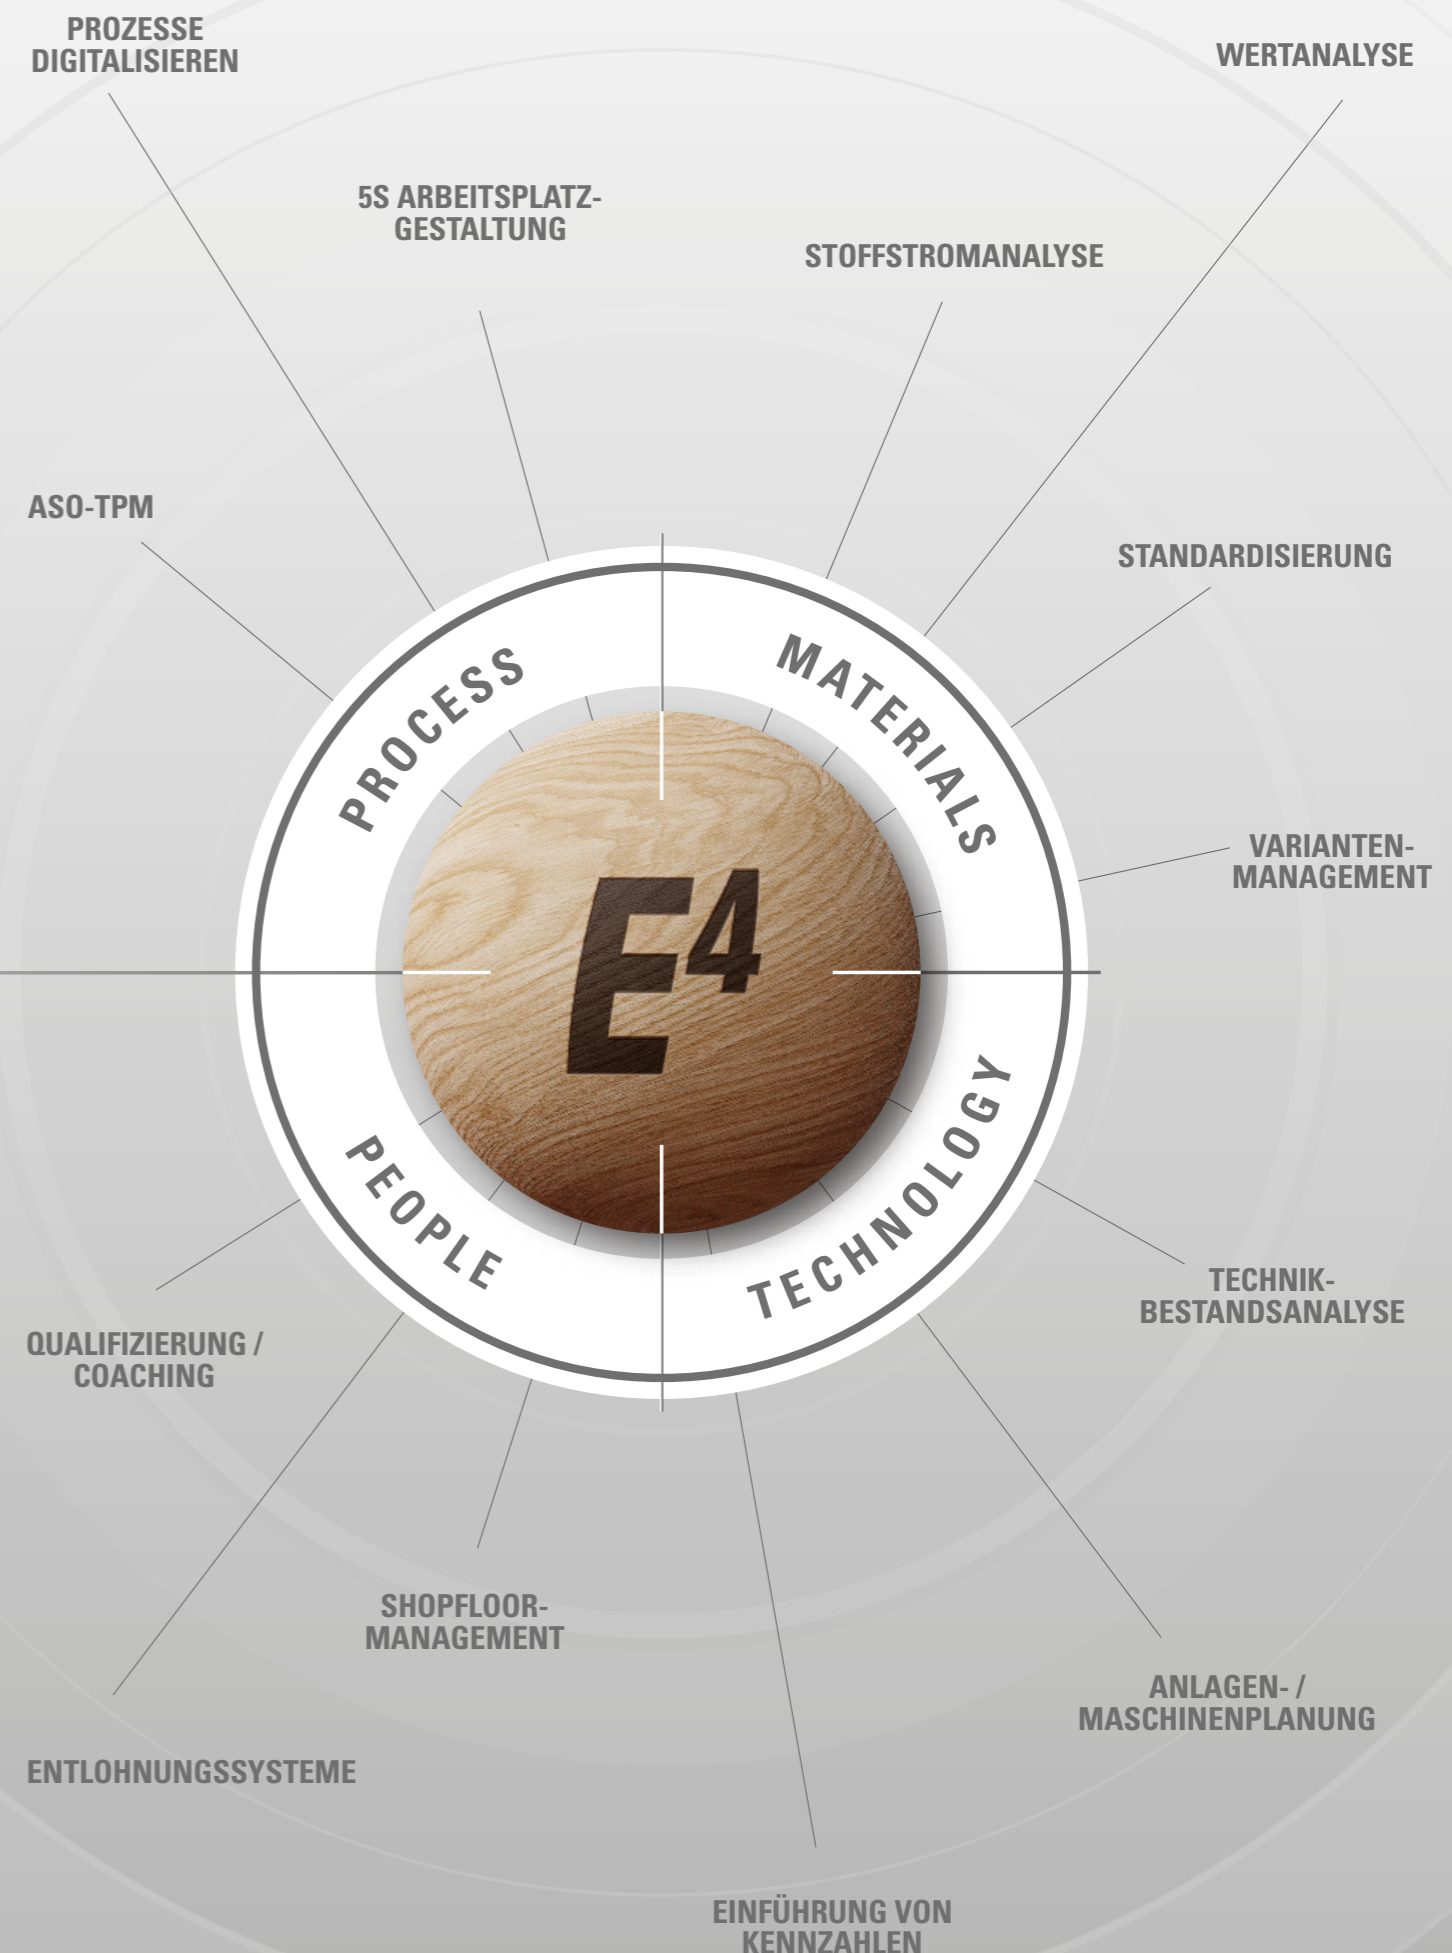 PROZESSE
DIGITALISIEREN
WERTANALYSE
5S ARBEITSPLATZ-
GESTALTUNG
STOFFSTROMANALYSE
ASO-TPM
STANDARDISIERUNG
PROCESS
MATERIALS
VARIANTEN-
MANAGEMENT
E⁴
PEOPLE
TECHNOLOGY
TECHNIK-
BESTANDSANALYSE
QUALIFIZIERUNG /
COACHING
SHOPFLOOR-
MANAGEMENT
ANLAGEN- /
MASCHINENPLANUNG
ENTLOHNUNGSSYSTEME
EINFÜHRUNG VON
KENNZAHLEN